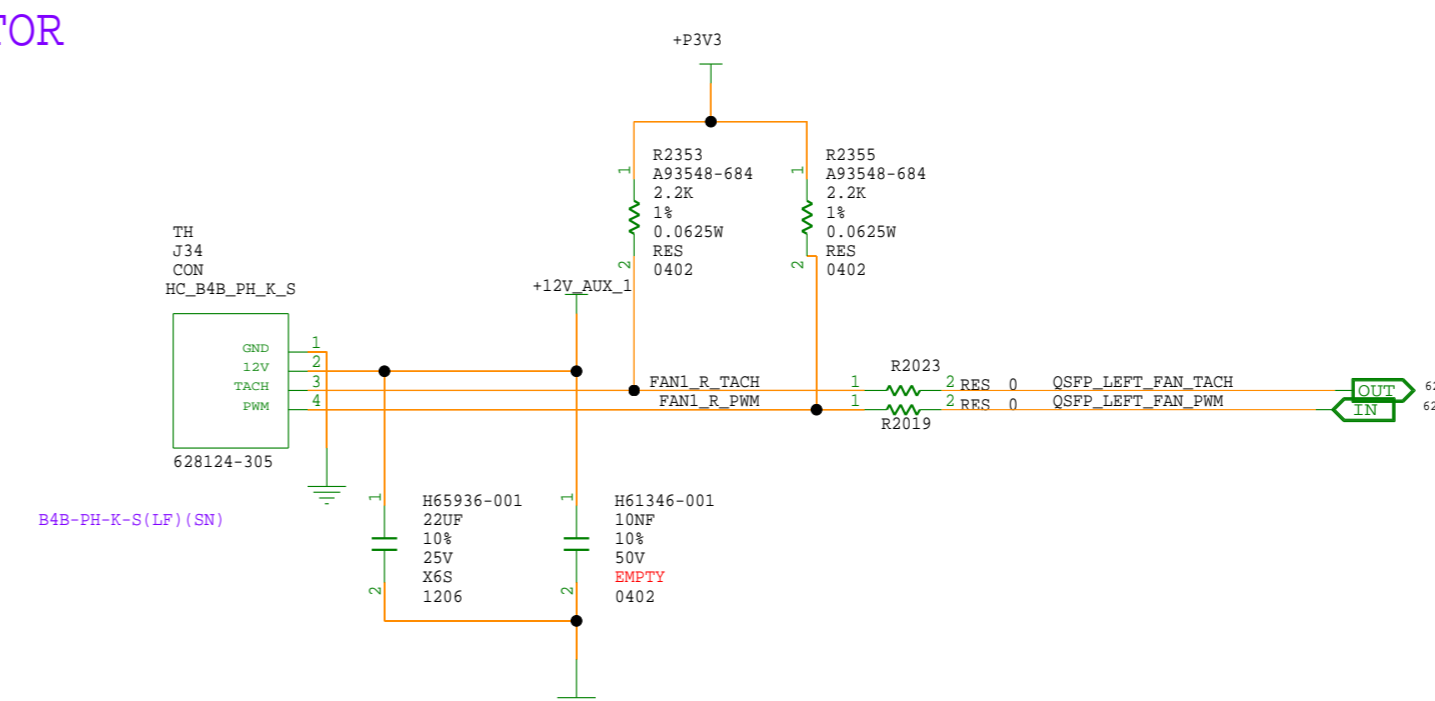 TOR
+P3V3
R2353
A93548-684
2.2K
1%
0.0625W
RES
0402
1
2
R2355
A93548-684
2.2K
1%
0.0625W
RES
0402
1
2
TH
J34
CON
HC_B4B_PH_K_S
GND 1
12V 2
TACH 3
PWM 4
628124-305
B4B-PH-K-S(LF)(SN)
+12V_AUX_1
FAN1_R_TACH
FAN1_R_PWM
R2023
1 2 RES 0 QSFP_LEFT_FAN_TACH
OUT
62
1 2 RES 0 QSFP_LEFT_FAN_PWM
IN
62
R2019
1
2
H65936-001
22UF
10%
25V
X6S
1206
1
2
H61346-001
10NF
10%
50V
EMPTY
0402